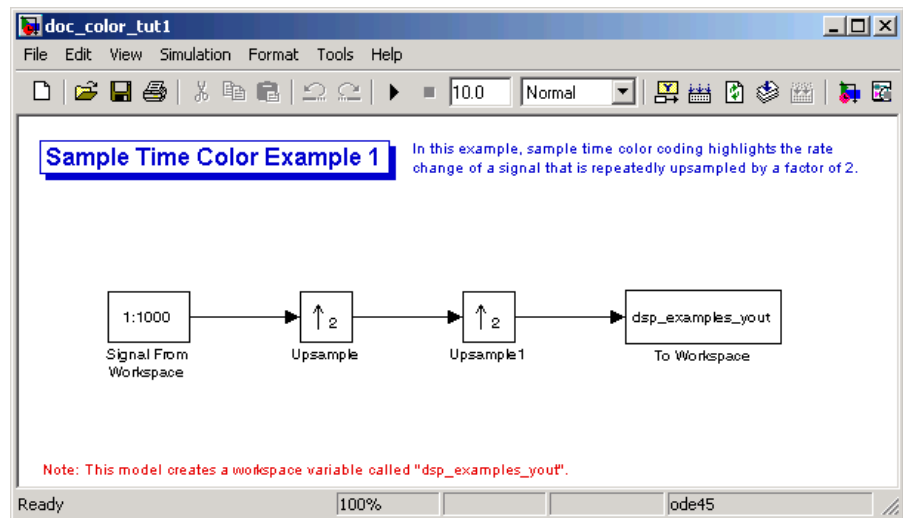 doc_color_tut1
File Edit View Simulation Format Tools Help
10.0 Normal
Sample Time Color Example 1
In this example, sample time color coding highlights the rate
change of a signal that is repeatedly upsampled by a factor of 2.
1:1000
↑2
↑2
dsp_examples_yout
Signal From
Workspace
Upsample
Upsample1
To Workspace
Note: This model creates a workspace variable called "dsp_examples_yout".
Ready 100% ode45